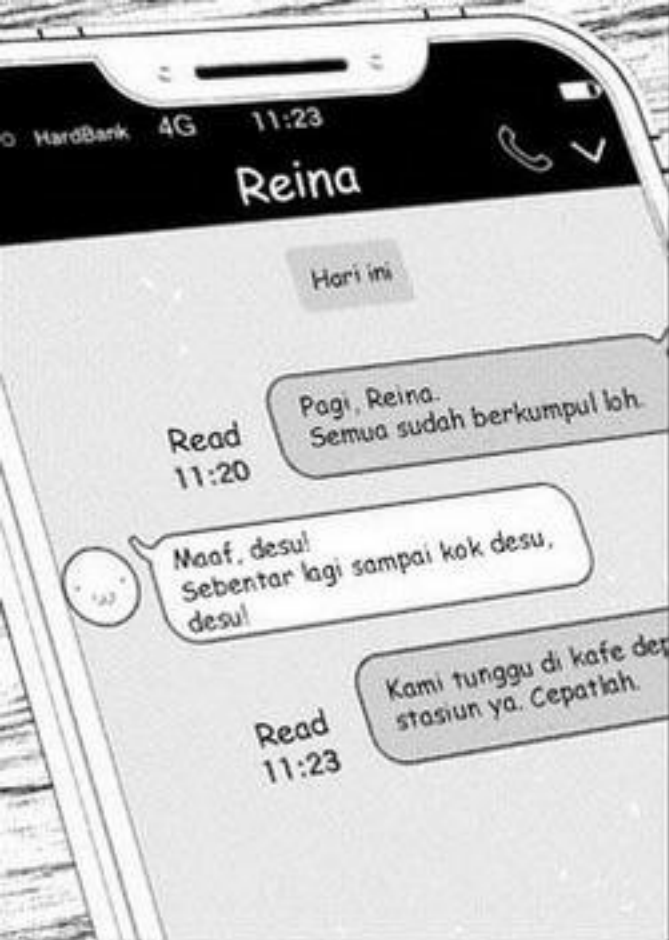 HardBank 4G 11:23
Reina
Hari ini
Pagi, Reina.
Semua sudah berkumpul loh.
Read
11:20
Maaf, desu!
Sebentar lagi sampai kok desu,
desu!
Kami tunggu di kafe dep
stasiun ya. Cepatlah.
Read
11:23